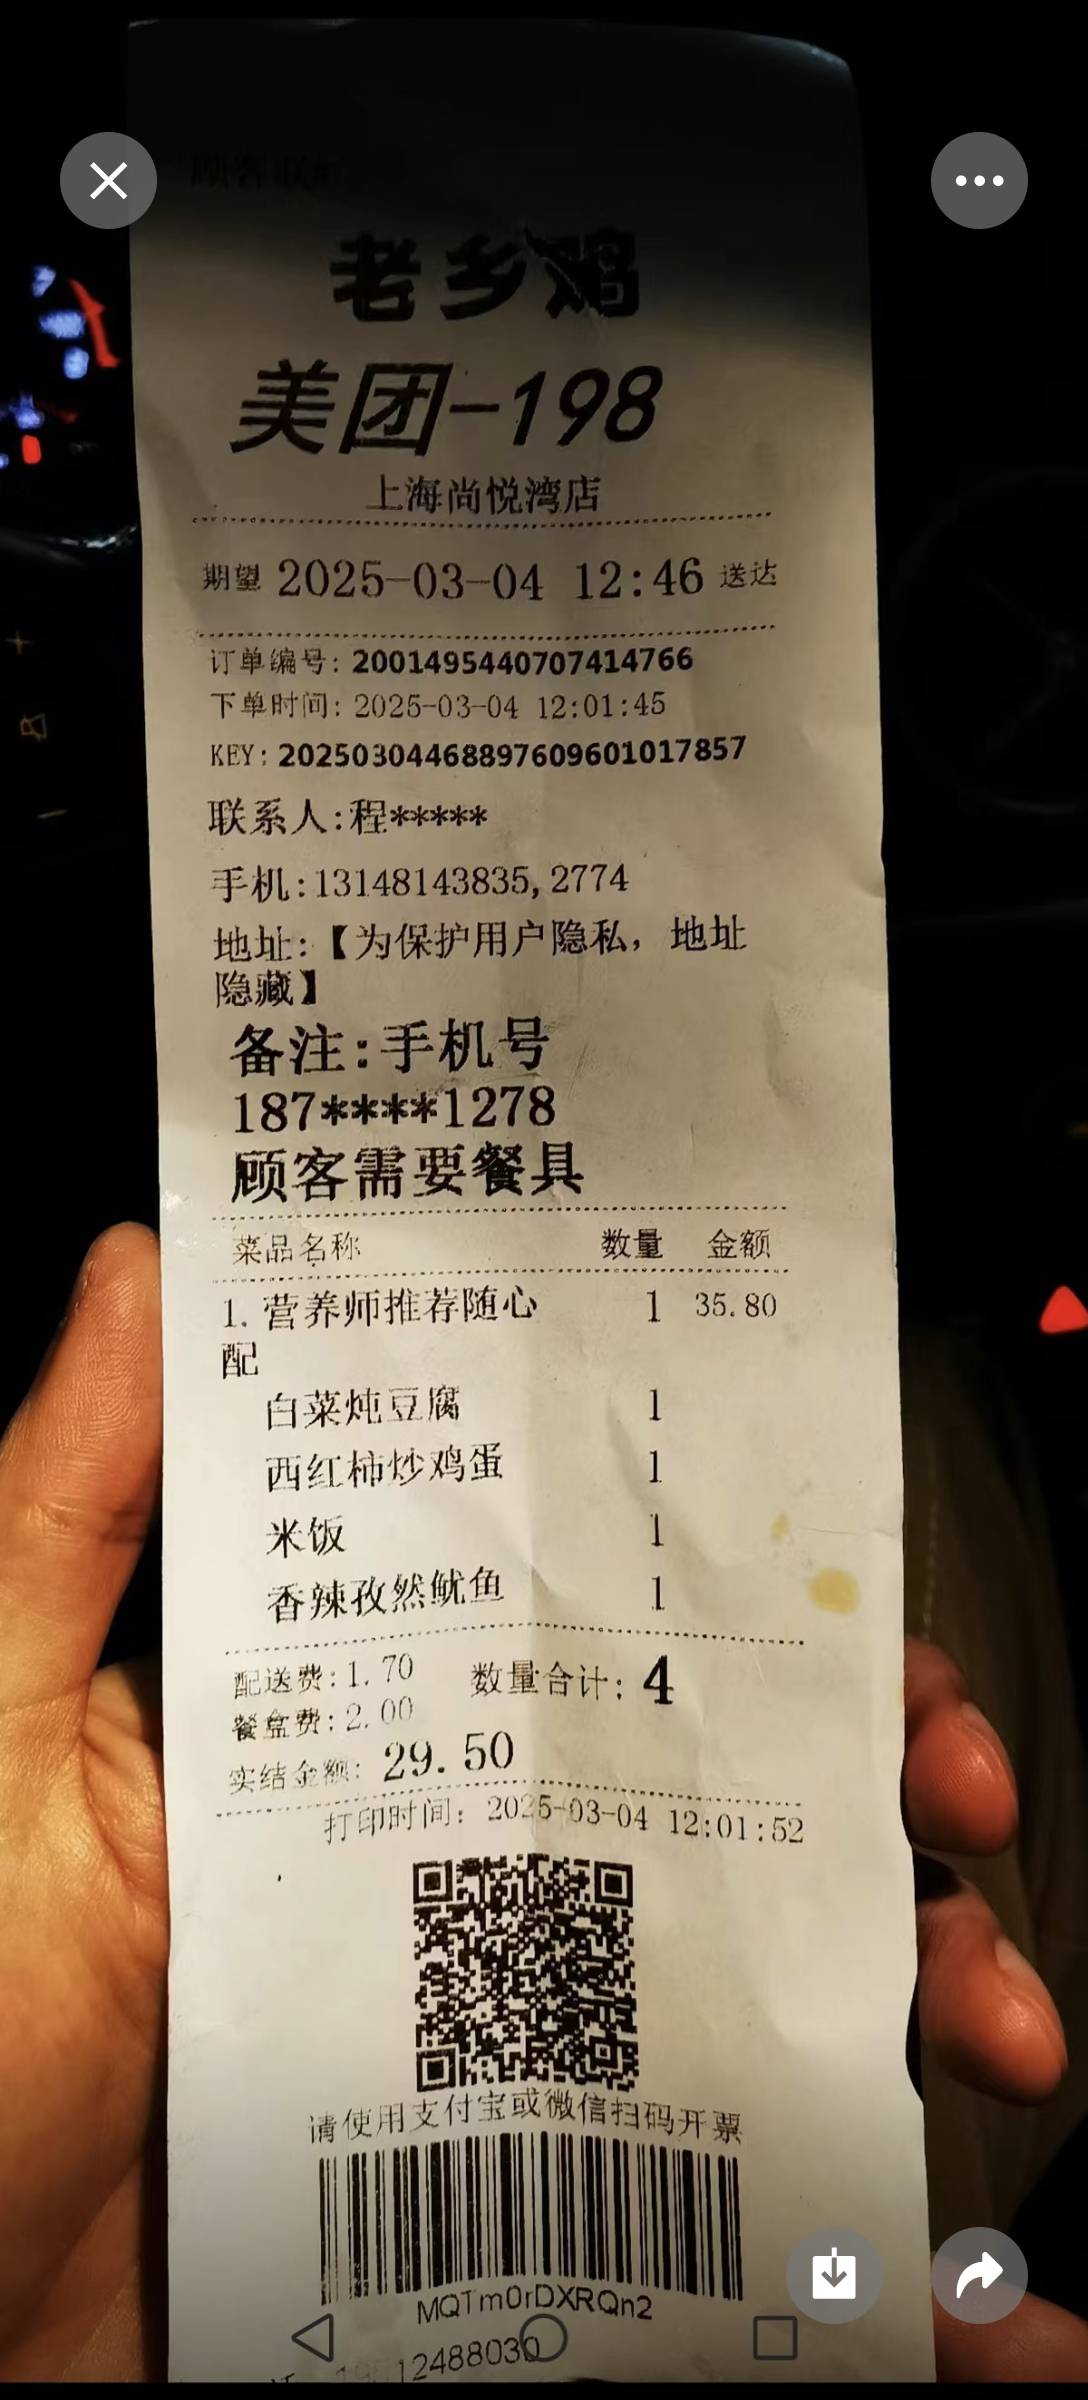 顾客联
老乡鸡
美团-198
上海尚悦湾店
期望 2025-03-04 12:46 送达
订单编号: 2001495440707414766
下单时间: 2025-03-04 12:01:45
KEY: 20250304468897609601017857
联系人:程*****
手机:13148143835,2774
地址:【为保护用户隐私，地址
隐藏】
备注:手机号
187****1278
顾客需要餐具
菜品名称 数量 金额
1. 营养师推荐随心 1 35.80
配
白菜炖豆腐 1
西红柿炒鸡蛋 1
米饭 1
香辣孜然鱿鱼 1
配送费:1.70 数量合计: 4
餐盒费:2.00
实结金额: 29.50
打印时间: 2025-03-04 12:01:52
请使用支付宝或微信扫码开票
MQTm0rDXRQn2
12488030